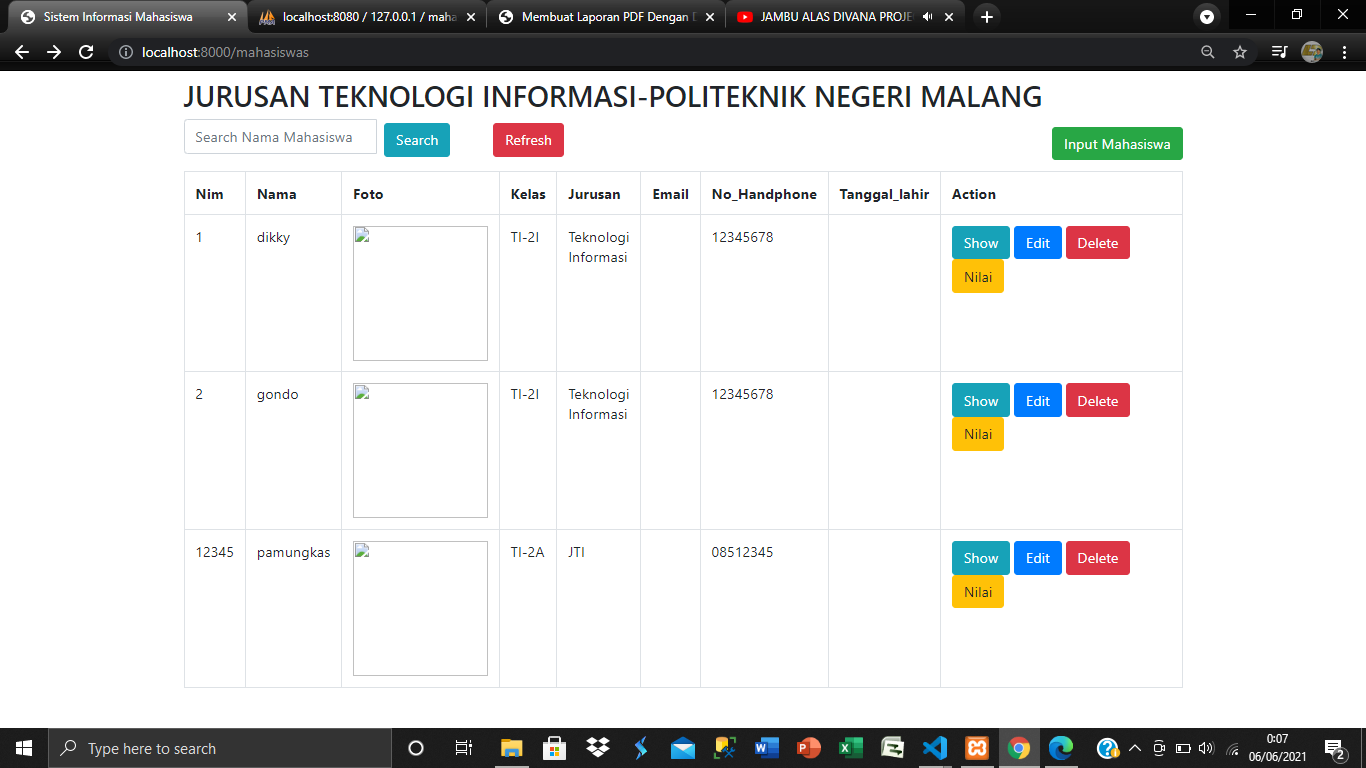 Sistem Informasi Mahasiswa
localhost:8080 / 127.0.0.1 / maha
Membuat Laporan PDF Dengan
JAMBU ALAS DIVANA PROJE
localhost:8000/mahasiswas
JURUSAN TEKNOLOGI INFORMASI-POLITEKNIK NEGERI MALANG
Search Nama Mahasiswa Search Refresh Input Mahasiswa
Nim Nama Foto Kelas Jurusan Email No_Handphone Tanggal_lahir Action
1 dikky TI-2I Teknologi 12345678 Show Edit Delete
Informasi
Nilai
2 gondo TI-2I Teknologi 12345678 Show Edit Delete
Informasi
Nilai
12345 pamungkas TI-2A JTI 08512345 Show Edit Delete
Nilai
Type here to search
0:07
06/06/2021
2